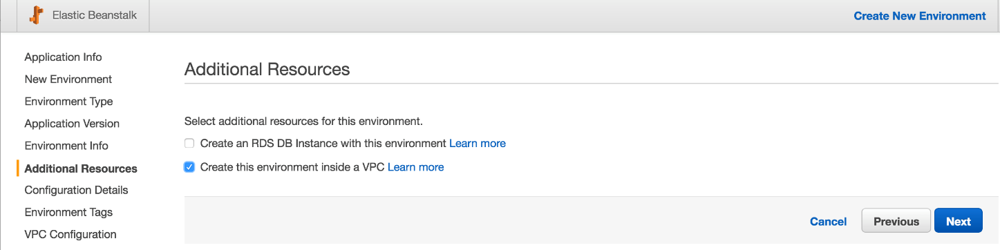 Elastic Beanstalk
Create New Environment
Application Info
New Environment
Environment Type
Application Version
Environment Info
Additional Resources
Configuration Details
Environment Tags
VPC Configuration
Additional Resources
Select additional resources for this environment.
Create an RDS DB Instance with this environment Learn more
Create this environment inside a VPC Learn more
Cancel
Previous
Next